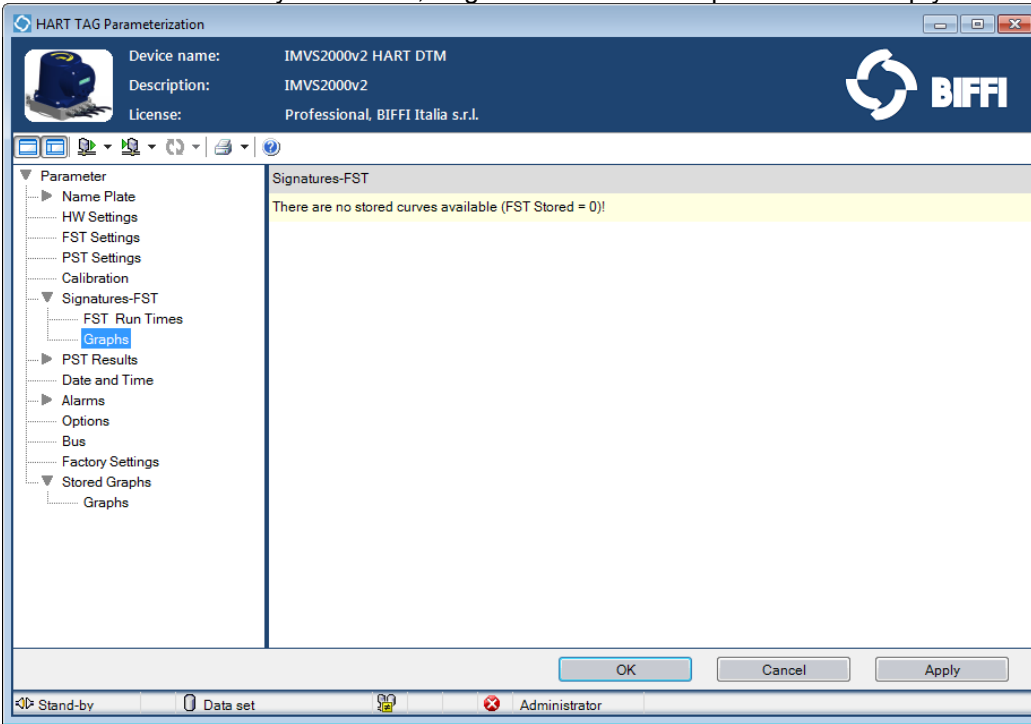 HART TAG Parameterization
Device name: IMVS2000v2 HART DTM
Description: IMVS2000v2
License: Professional, BIFFI Italia s.r.l.
BIFFI
Parameter
Name Plate
HW Settings
FST Settings
PST Settings
Calibration
Signatures-FST
FST Run Times
Graphs
PST Results
Date and Time
Alarms
Options
Bus
Factory Settings
Stored Graphs
Graphs
Signatures-FST
There are no stored curves available (FST Stored = 0)!
OK Cancel Apply
Stand-by Data set Administrator